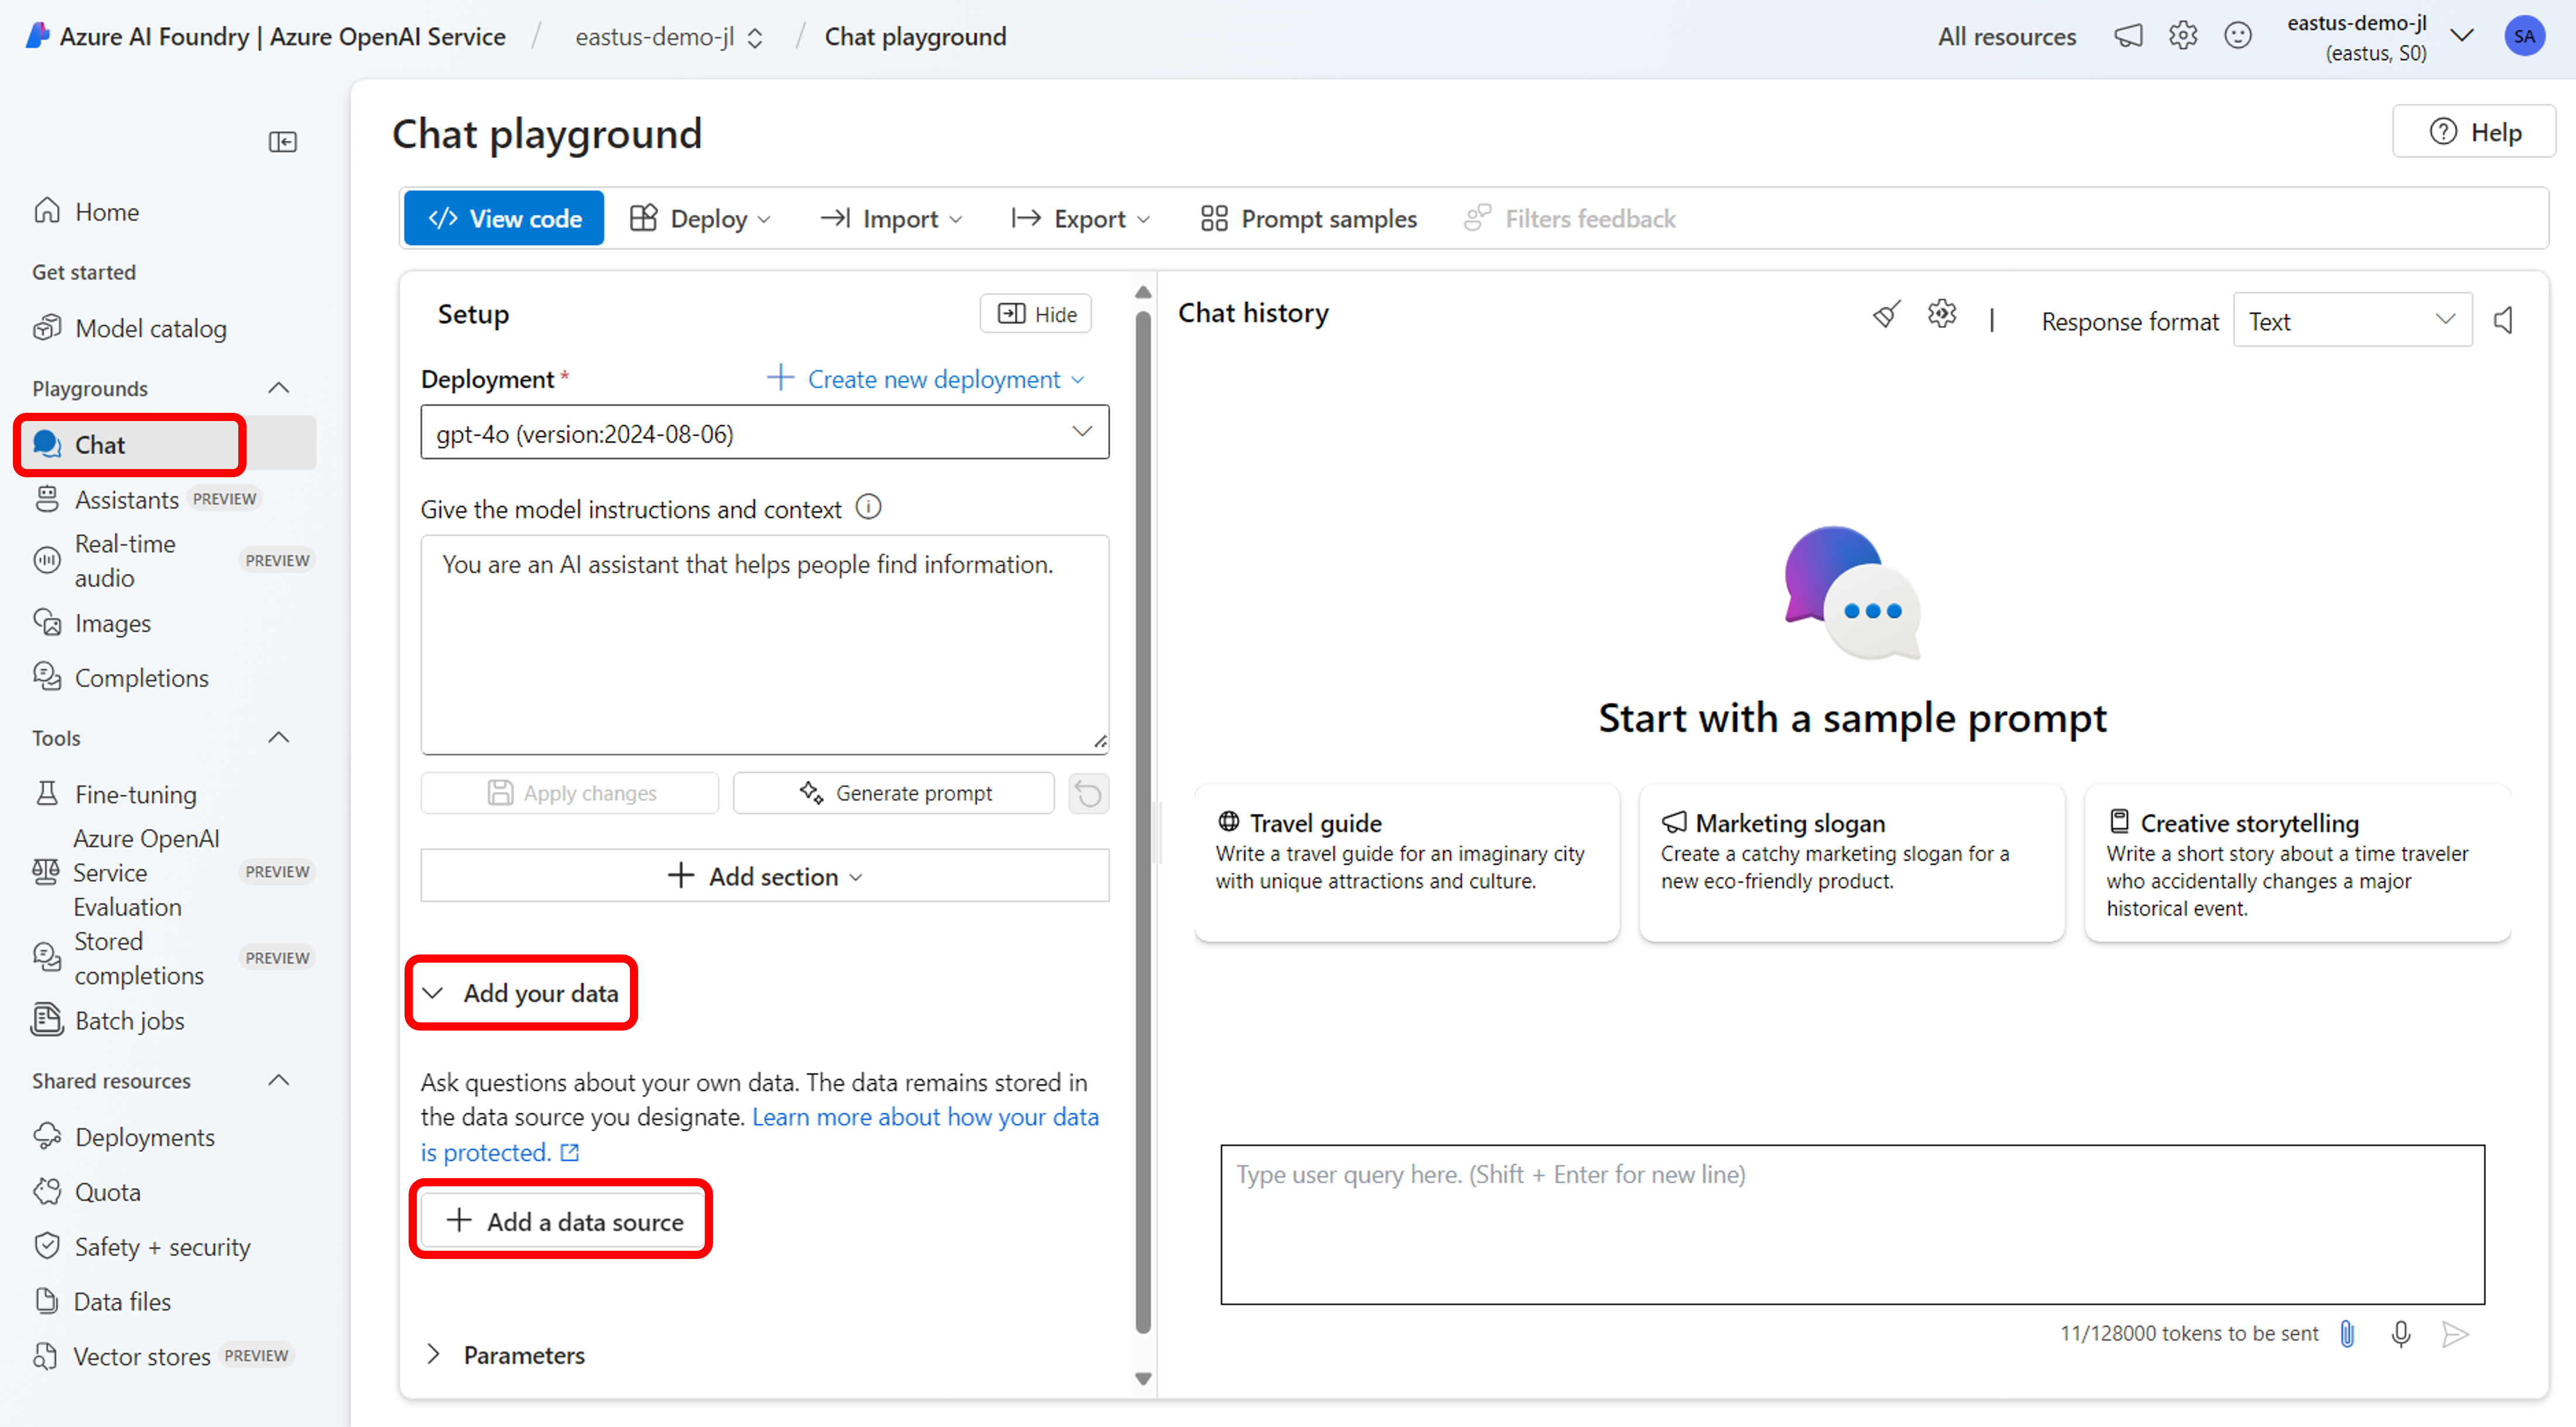 Azure AI Foundry | Azure OpenAI Service / eastus-demo-jl / Chat playground
All resources
eastus-demo-jl
(eastus, S0)
SA
Home
Get started
Model catalog
Playgrounds
Chat
Assistants PREVIEW
Real-time
audio
PREVIEW
Images
Completions
Tools
Fine-tuning
Azure OpenAI
Service
Evaluation
PREVIEW
Stored
completions
PREVIEW
Batch jobs
Shared resources
Deployments
Quota
Safety + security
Data files
Vector stores PREVIEW
Chat playground
Help
View code
Deploy
Import
Export
Prompt samples
Filters feedback
Setup
Hide
Deployment *
Create new deployment
gpt-4o (version:2024-08-06)
Give the model instructions and context
You are an AI assistant that helps people find information.
Apply changes
Generate prompt
Add section
Add your data
Ask questions about your own data. The data remains stored in
the data source you designate. Learn more about how your data
is protected.
Add a data source
Parameters
Chat history
Response format
Text
Start with a sample prompt
Travel guide
Write a travel guide for an imaginary city
with unique attractions and culture.
Marketing slogan
Create a catchy marketing slogan for a
new eco-friendly product.
Creative storytelling
Write a short story about a time traveler
who accidentally changes a major
historical event.
Type user query here. (Shift + Enter for new line)
11/128000 tokens to be sent